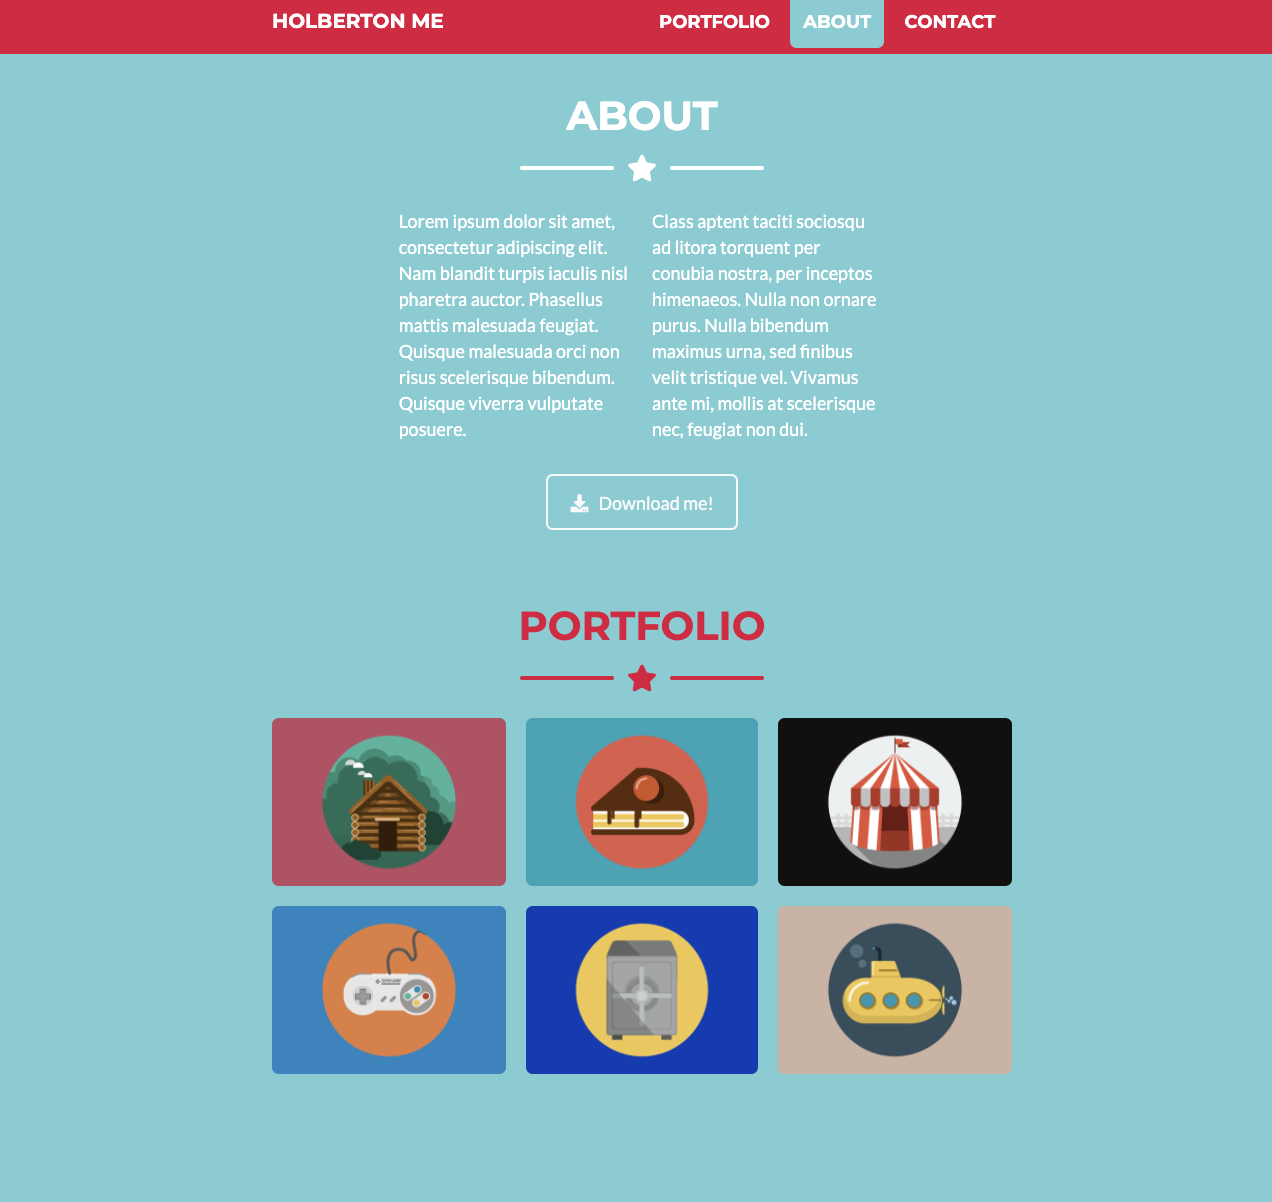 HOLBERTON ME
PORTFOLIO
ABOUT
CONTACT
ABOUT
Lorem ipsum dolor sit amet,
consectetur adipiscing elit.
Nam blandit turpis iaculis nisl
pharetra auctor. Phasellus
mattis malesuada feugiat.
Quisque malesuada orci non
risus scelerisque bibendum.
Quisque viverra vulputate
posuere.
Class aptent taciti sociosqu
ad litora torquent per
conubia nostra, per inceptos
himenaeos. Nulla non ornare
purus. Nulla bibendum
maximus urna, sed finibus
velit tristique vel. Vivamus
ante mi, mollis at scelerisque
nec, feugiat non dui.
Download me!
PORTFOLIO